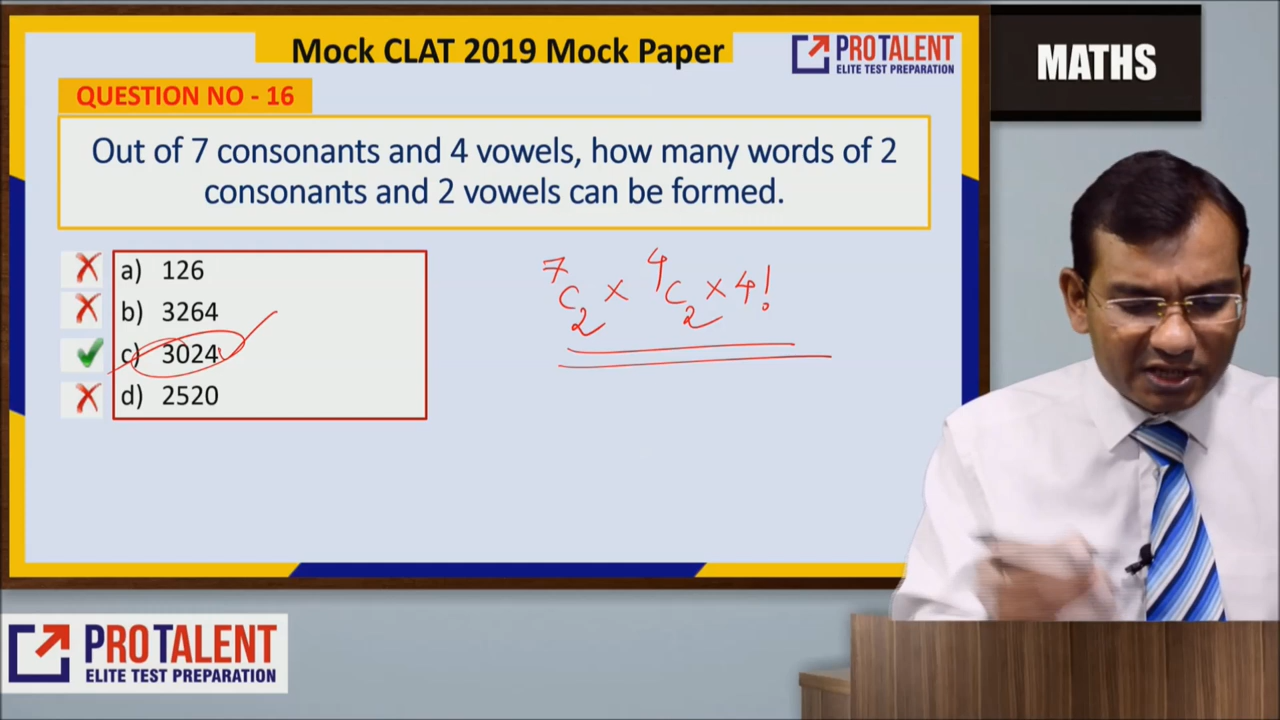 Mock CLAT 2019 Mock Paper
PROTALENT
ELITE TEST PREPARATION
MATHS
QUESTION NO - 16
Out of 7 consonants and 4 vowels, how many words of 2
consonants and 2 vowels can be formed.
a) 126
b) 3264
c) 3024
d) 2520
7C2 × 4C2 × 4!
PROTALENT
ELITE TEST PREPARATION